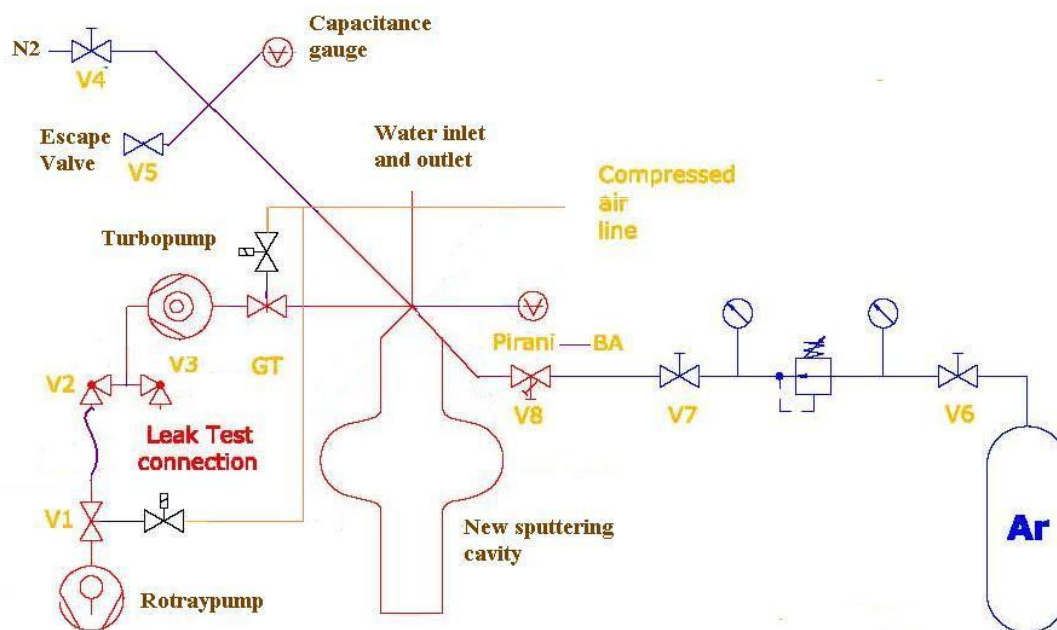 Capacitance
gauge
N2
V4
Escape
Valve
V5
Water inlet
and outlet
Compressed
air
line
Turbopump
Pirani
BA
V3
GT
V2
V8
V7
V6
Leak Test
connection
V1
New sputtering
cavity
Ar
Rotraypump